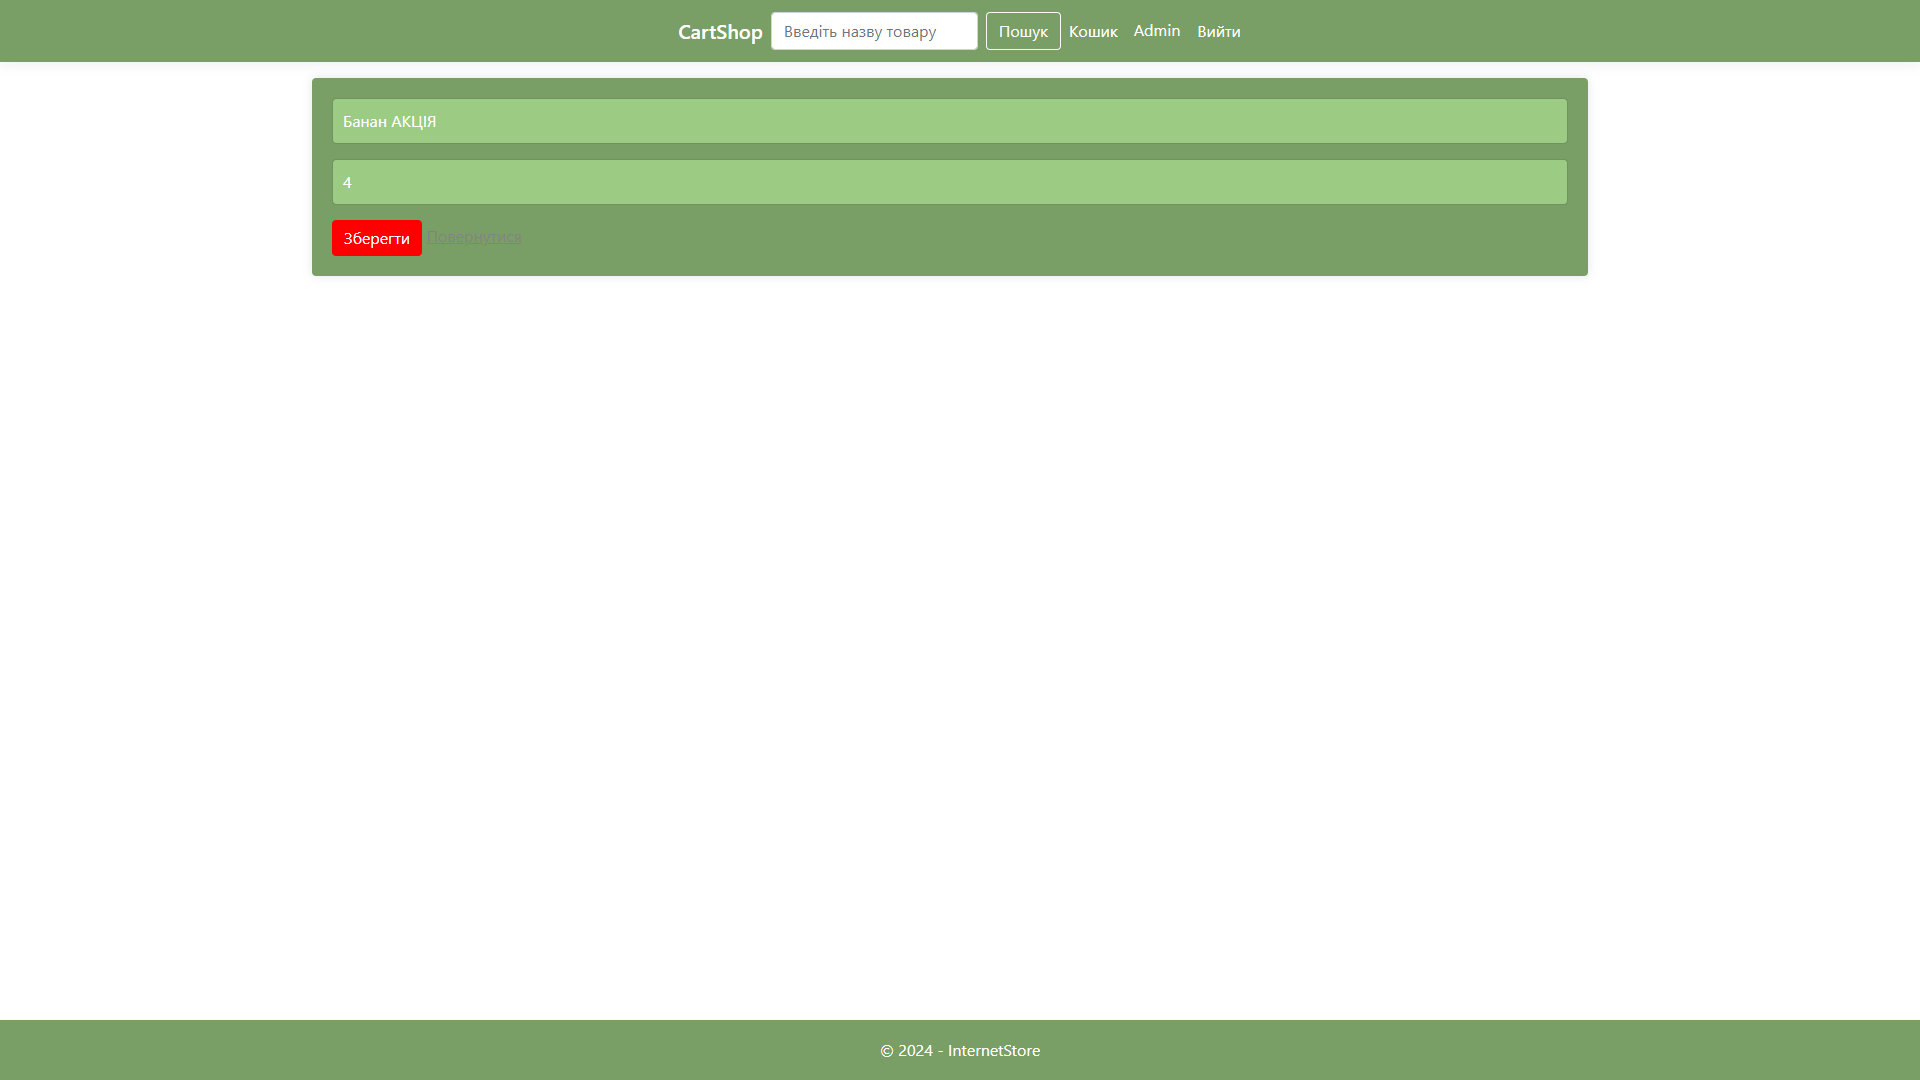 CartShop Введіть назву товару Пошук Кошик Admin Вийти
Банан АКЦІЯ
4
Зберегти Повернутися
© 2024 - InternetStore